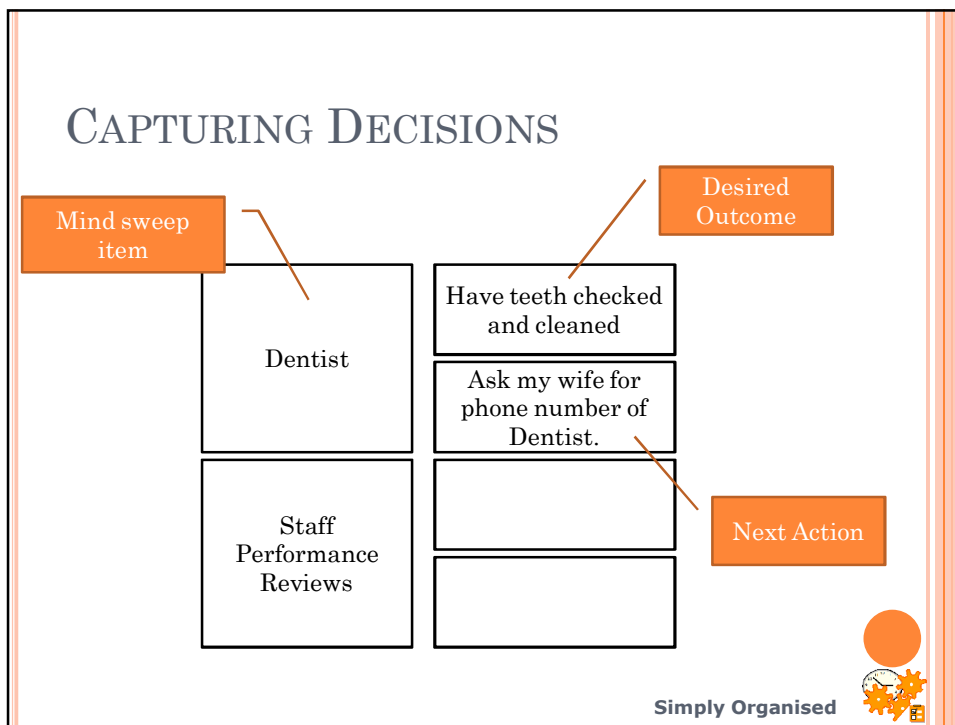 CAPTURING DECISIONS
Mind sweep
item
Desired
Outcome
Dentist
Have teeth checked
and cleaned
Ask my wife for
phone number of
Dentist.
Next Action
Staff
Performance
Reviews
Simply Organised